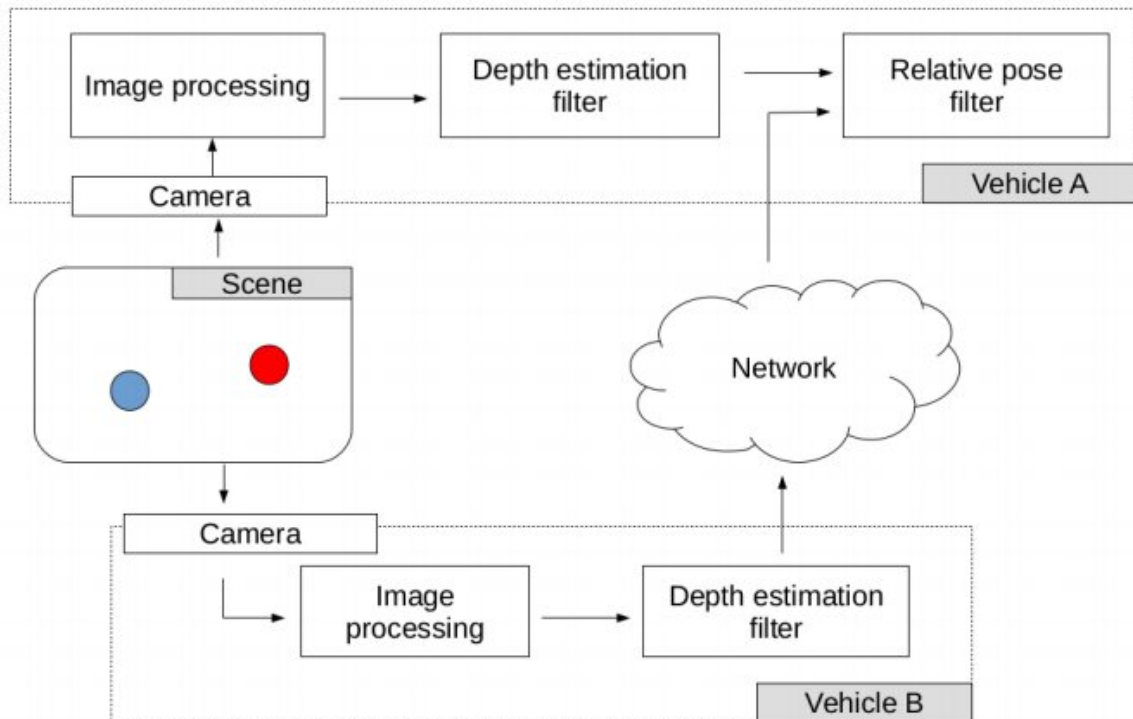 Image processing
Depth estimation
filter
Relative pose
filter
Vehicle A
Camera
Scene
Network
Camera
Image
processing
Depth estimation
filter
Vehicle B